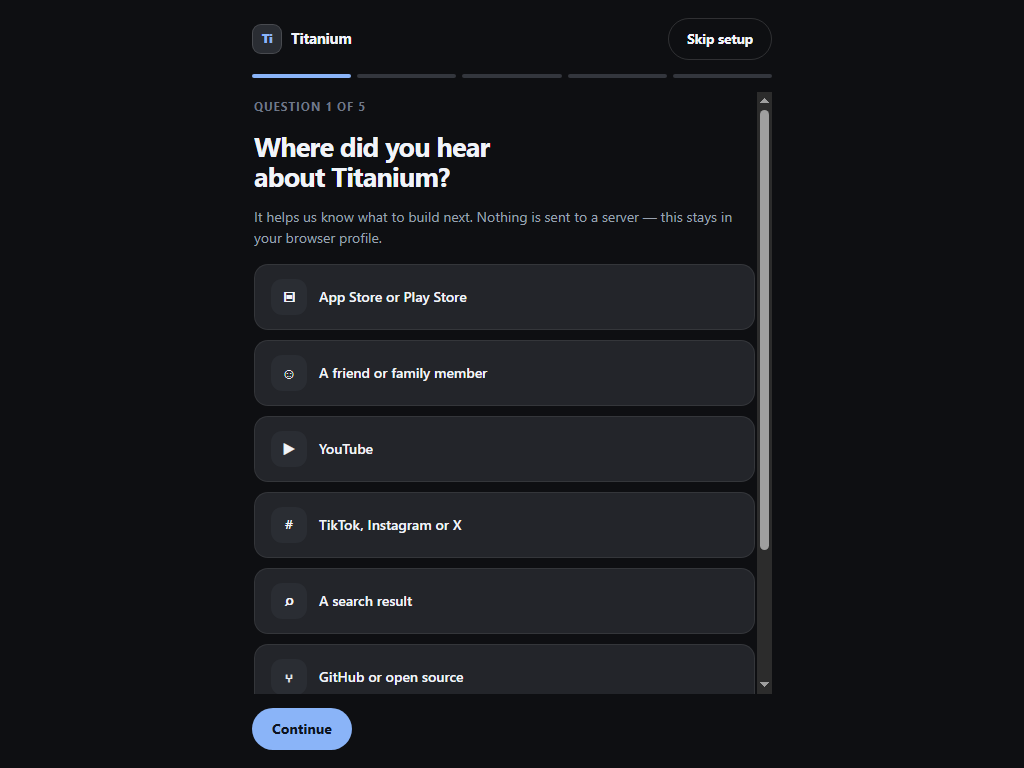 Ti Titanium
Skip setup
QUESTION 1 OF 5
Where did you hear
about Titanium?
It helps us know what to build next. Nothing is sent to a server — this stays in
your browser profile.
App Store or Play Store
A friend or family member
YouTube
# TikTok, Instagram or X
A search result
GitHub or open source
Continue